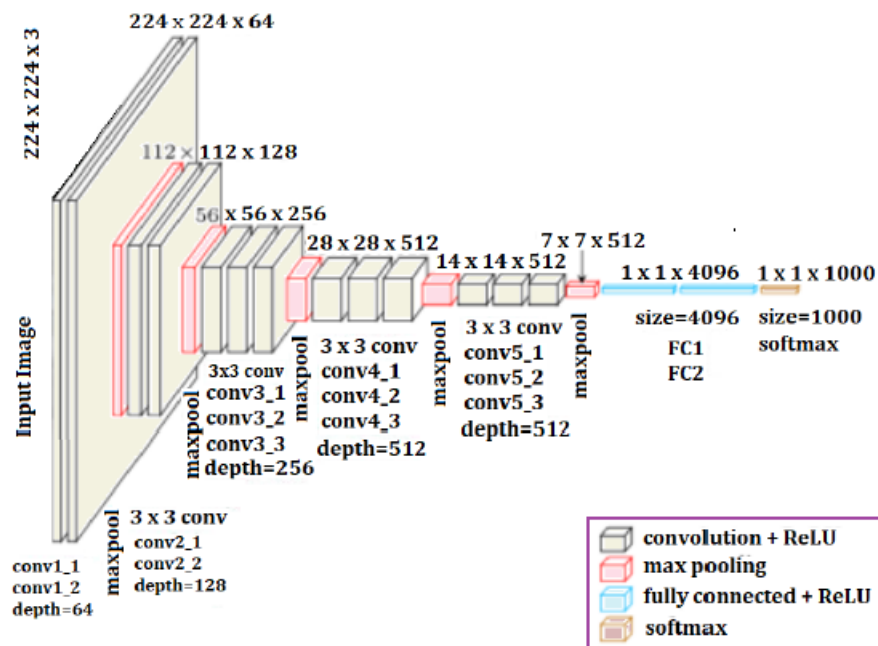 224 x 224 x 64
224 x 224 x 3
112 x 112 x 128
56 x 56 x 256
28 x 28 x 512
14 x 14 x 512
7 x 7 x 512
1 x 1 x 4096
1 x 1 x 1000
Input Image
conv1_1
conv1_2
depth=64
maxpool
3 x 3 conv
conv2_1
conv2_2
depth=128
maxpool
3x3 conv
conv3_1
conv3_2
conv3_3
depth=256
maxpool
3 x 3 conv
conv4_1
conv4_2
conv4_3
depth=512
maxpool
3 x 3 conv
conv5_1
conv5_2
conv5_3
depth=512
maxpool
size=4096
FC1
FC2
size=1000
softmax
convolution + ReLU
max pooling
fully connected + ReLU
softmax